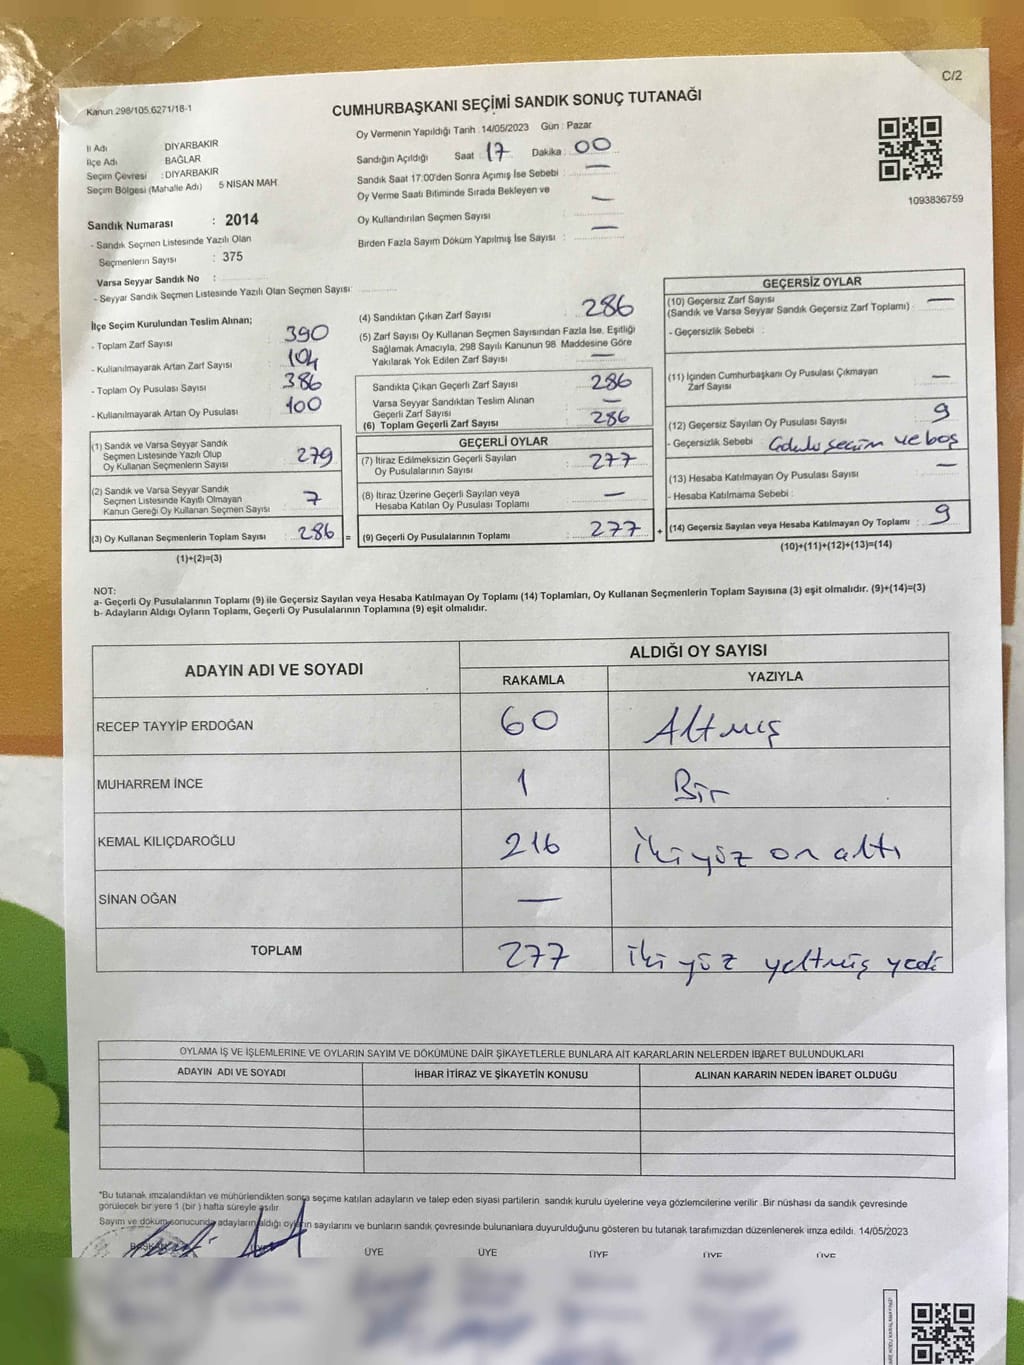 C/2
Kanun 298/105.6271/18-1
CUMHURBAŞKANI SEÇİMİ SANDIK SONUÇ TUTANAĞI
İl Adı DİYARBAKIR
İlçe Adı BAĞLAR
Seçim Çevresi : DİYARBAKIR
Seçim Bölgesi (Mahalle Adı) 5 NİSAN MAH
Oy Vermenin Yapıldığı Tarih : 14/05/2023 Gün : Pazar
Sandığın Açıldığı Saat 17 Dakika : 00
Sandık Saat 17:00'den Sonra Açımış İse Sebebi : —
Oy Verme Saati Bitiminde Sırada Bekleyen ve
Oy Kullandırılan Seçmen Sayısı —
Birden Fazla Sayım Döküm Yapılmış İse Sayısı : —
1093836759
Sandık Numarası : 2014
- Sandık Seçmen Listesinde Yazılı Olan
Seçmenlerin Sayısı : 375
Varsa Seyyar Sandık No :
- Seyyar Sandık Seçmen Listesinde Yazılı Olan Seçmen Sayısı:
İlçe Seçim Kurulundan Teslim Alınan;
- Toplam Zarf Sayısı 390
- Kullanılmayarak Artan Zarf Sayısı 104
- Toplam Oy Pusulası Sayısı 386
- Kullanılmayarak Artan Oy Pusulası 100
(1) Sandık ve Varsa Seyyar Sandık
Seçmen Listesinde Yazılı Olup
Oy Kullanan Seçmenlerin Sayısı 279
(2) Sandık ve Varsa Seyyar Sandık
Seçmen Listesinde Kayıtlı Olmayan
Kanun Gereği Oy Kullanan Seçmen Sayısı : 7
(3) Oy Kullanan Seçmenlerin Toplam Sayısı : 286 =
(1)+(2)=(3)
(4) Sandıktan Çıkan Zarf Sayısı 286
(5) Zarf Sayısı Oy Kullanan Seçmen Sayısından Fazla İse, Eşitliği
Sağlamak Amacıyla, 298 Sayılı Kanunun 98. Maddesine Göre
Yakılarak Yok Edilen Zarf Sayısı —
Sandıkta Çıkan Geçerli Zarf Sayısı 286
Varsa Seyyar Sandıktan Teslim Alınan
Geçerli Zarf Sayısı —
(6) Toplam Geçerli Zarf Sayısı 286
GEÇERLİ OYLAR
(7) İtiraz Edilmeksizin Geçerli Sayılan
Oy Pusulalarının Sayısı : 277
(8) İtiraz Üzerine Geçerli Sayılan veya
Hesaba Katılan Oy Pusulası Toplamı : —
(9) Geçerli Oy Pusulalarının Toplamı : 277 +
GEÇERSİZ OYLAR
(10) Geçersiz Zarf Sayısı
(Sandık ve Varsa Seyyar Sandık Geçersiz Zarf Toplamı) : —
- Geçersizlik Sebebi :
(11) İçinden Cumhurbaşkanı Oy Pusulası Çıkmayan
Zarf Sayısı —
(12) Geçersiz Sayılan Oy Pusulası Sayısı 9
- Geçersizlik Sebebi seçim ve boş
(13) Hesaba Katılmayan Oy Pusulası Sayısı —
- Hesaba Katılmama Sebebi :
(14) Geçersiz Sayılan veya Hesaba Katılmayan Oy Toplamı : 9
(10)+(11)+(12)+(13)=(14)
NOT:
a- Geçerli Oy Pusulalarının Toplamı (9) ile Geçersiz Sayılan veya Hesaba Katılmayan Oy Toplamı (14) Toplamları, Oy Kullanan Seçmenlerin Toplam Sayısına (3) eşit olmalıdır. (9)+(14)=(3)
b- Adayların Aldığı Oyların Toplamı, Geçerli Oy Pusulalarının Toplamına (9) eşit olmalıdır.
ADAYIN ADI VE SOYADI ALDIĞI OY SAYISI
RAKAMLA YAZIYLA
RECEP TAYYİP ERDOĞAN 60 Altmış
MUHARREM İNCE 1 Bir
KEMAL KILIÇDAROĞLU 216 İkiyüz on altı
SİNAN OĞAN —
TOPLAM 277 iki yüz yetmiş yedi
OYLAMA İŞ VE İŞLEMLERİNE VE OYLARIN SAYIM VE DÖKÜMÜNE DAİR ŞİKAYETLERLE BUNLARA AİT KARARLARIN NELERDEN İBARET BULUNDUKLARI
ADAYIN ADI VE SOYADI İHBAR İTİRAZ VE ŞİKAYETİN KONUSU ALINAN KARARIN NEDEN İBARET OLDUĞU
*Bu tutanak imzalandıktan ve mühürlendikten sonra seçime katılan adayların ve talep eden siyasi partilerin sandık kurulu üyelerine veya gözlemcilerine verilir. Bir nüshası da sandık çevresinde
görülecek bir yere 1 (bir) hafta süreyle asılır.
Sayım ve döküm sonucunda adayların aldığı oyların sayılarını ve bunların sandık çevresinde bulunanlara duyurulduğunu gösteren bu tutanak tarafımızdan düzenlenerek imza edildi. 14/05/2023
BAŞKAN ÜYE ÜYE ÜYE ÜYE ÜYE